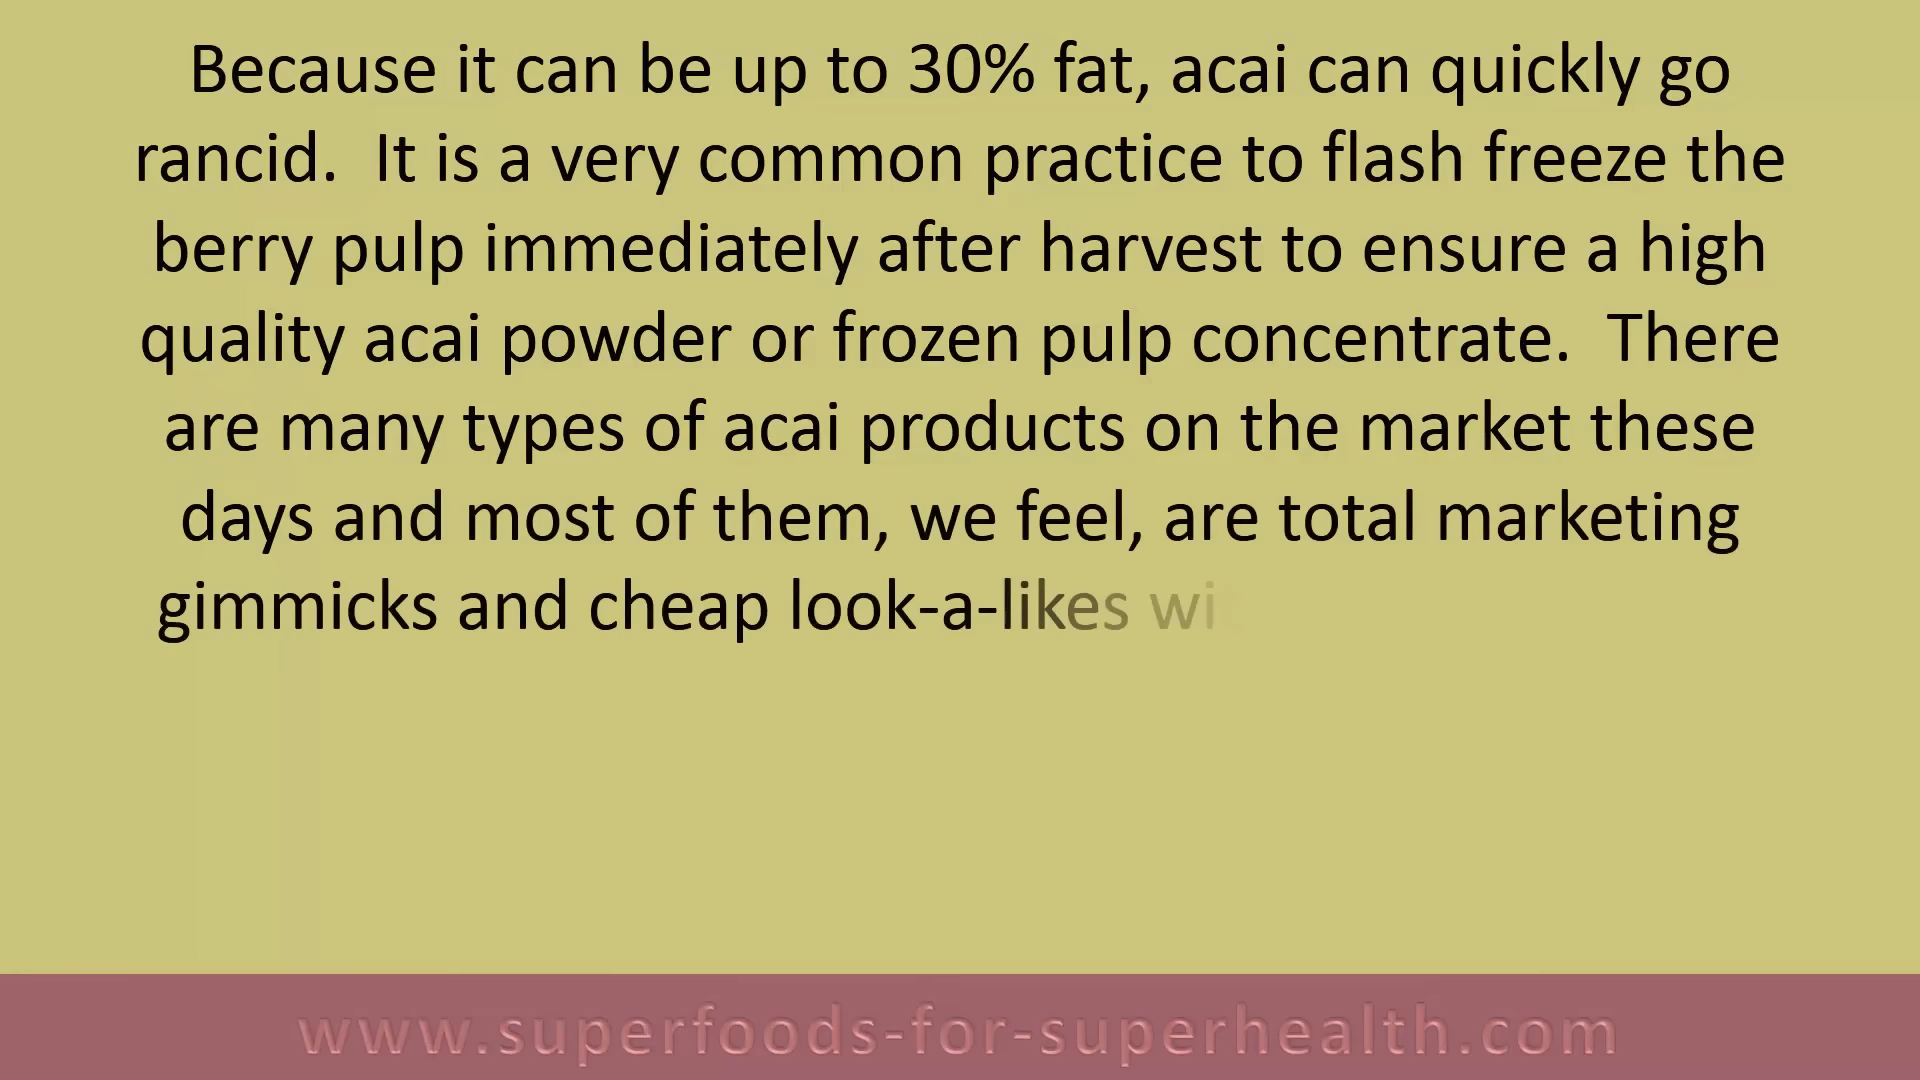 Because it can be up to 30% fat, acai can quickly go
rancid.  It is a very common practice to flash freeze the
berry pulp immediately after harvest to ensure a high
quality acai powder or frozen pulp concentrate.  There
are many types of acai products on the market these
days and most of them, we feel, are total marketing
gimmicks and cheap look-a-likes
www.superfoods-for-superhealth.com